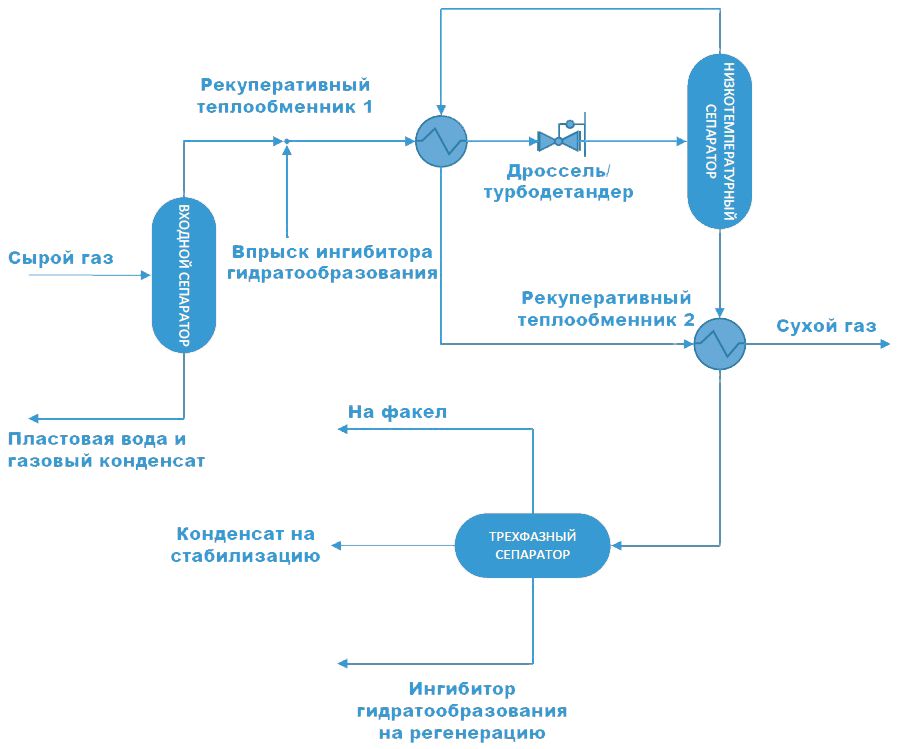 Рекуперативный
теплообменник 1
НИЗКОТЕМПЕРАТУРНЫЙ
СЕПАРАТОР
Дроссель/
турбодетандер
ВХОДНОЙ СЕПАРАТОР
Сырой газ
Впрыск ингибитора
гидратообразования
Рекуперативный
теплообменник 2
Сухой газ
На факел
Пластовая вода и
газовый конденсат
Конденсат на
стабилизацию
ТРЕХФАЗНЫЙ
СЕПАРАТОР
Ингибитор
гидратообразования
на регенерацию